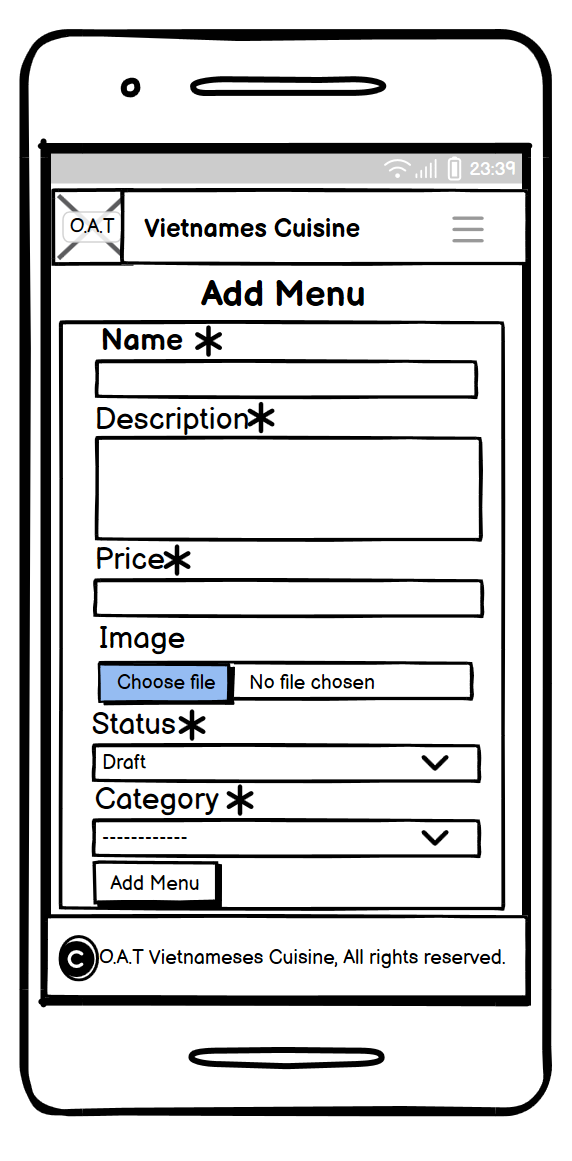 23:39
O.A.T
Vietnames Cuisine
Add Menu
Name *
Description*
Price*
Image
Choose file No file chosen
Status*
Draft
Category *
------------
Add Menu
C O.A.T Vietnameses Cuisine, All rights reserved.